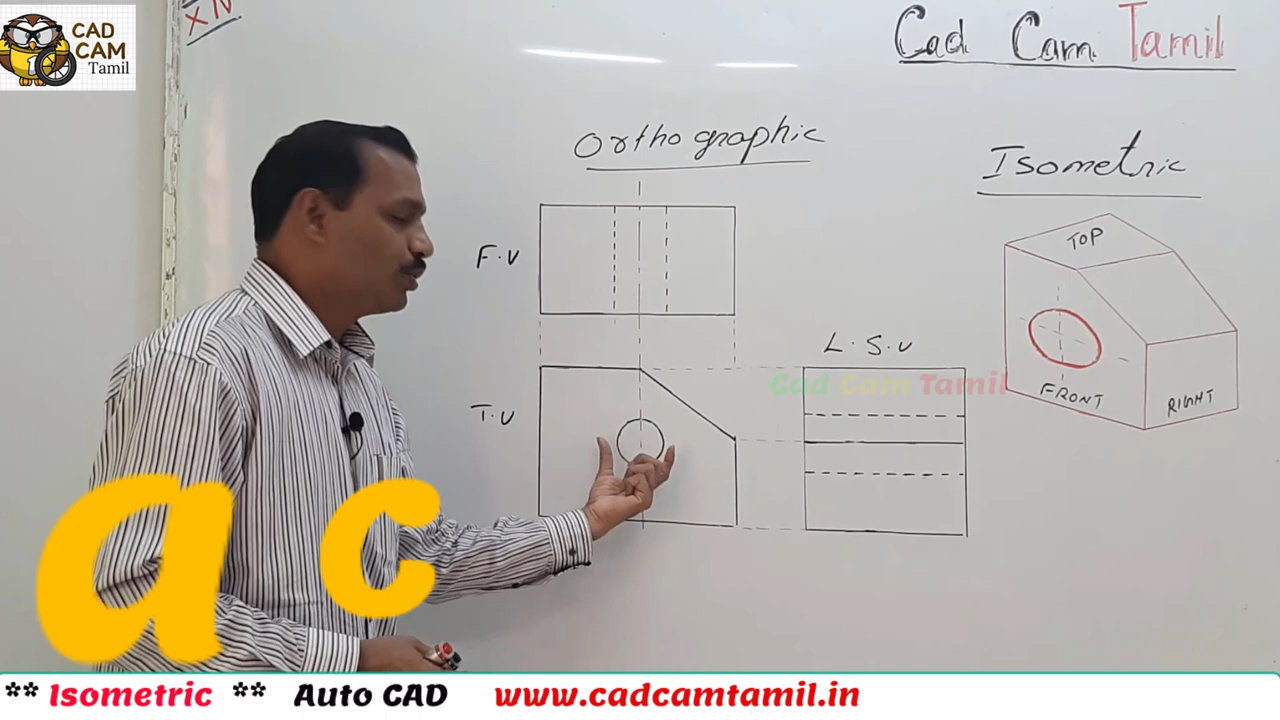 CAD
CAM
Tamil
XN
Cad Cam Tamil
Orthographic
Isometric
F.V
TOP
L.S.V
T.V
FRONT
RIGHT
Cad Cam Tamil
a c
** Isometric ** Auto CAD www.cadcamtamil.in